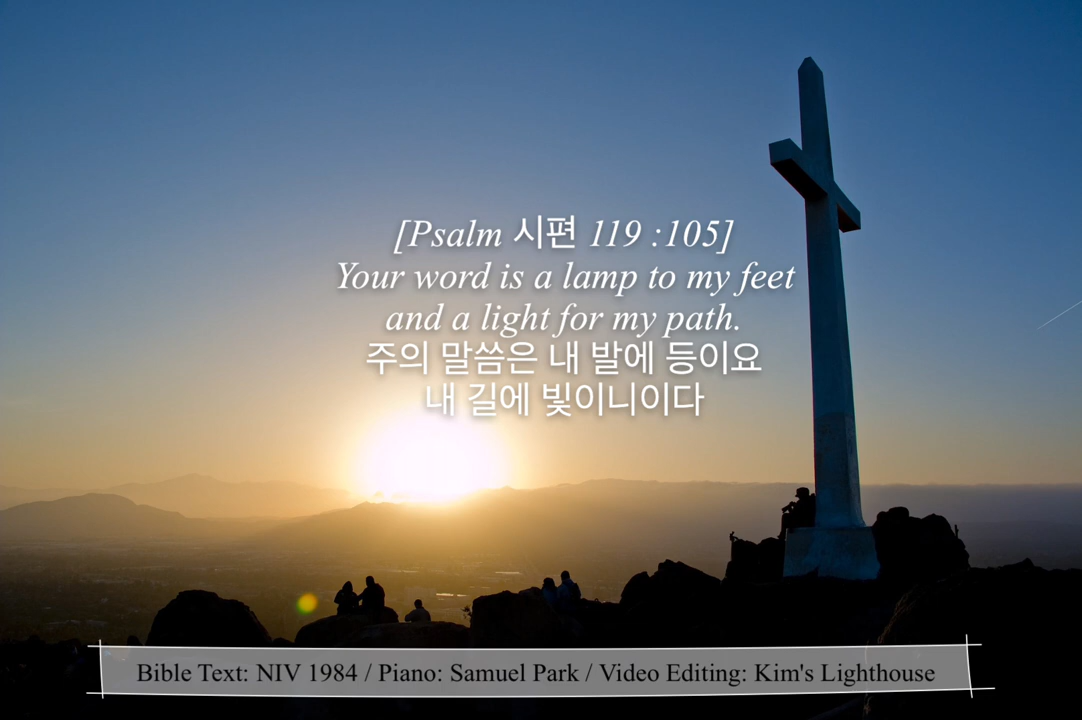 [Psalm 시편 119 :105]
Your word is a lamp to my feet
and a light for my path.
주의 말씀은 내 발에 등이요
내 길에 빛이니이다
Bible Text: NIV 1984 / Piano: Samuel Park / Video Editing: Kim's Lighthouse